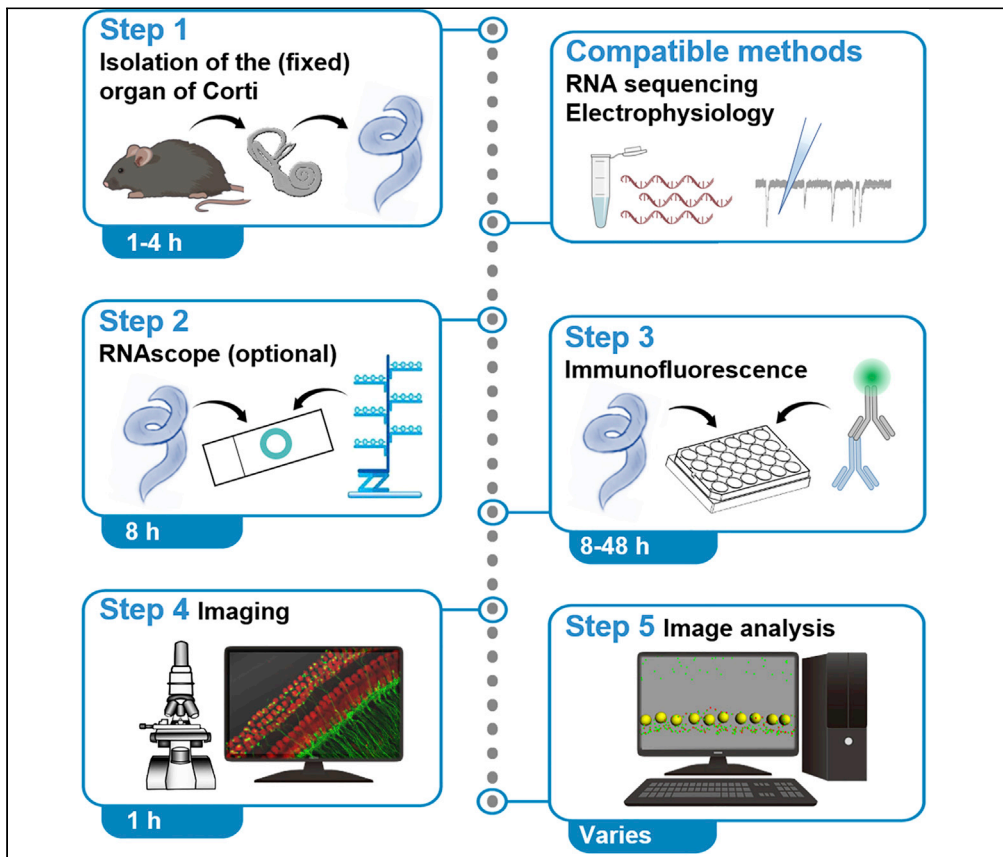 Step 1
Isolation of the (fixed)
organ of Corti
1-4 h
Compatible methods
RNA sequencing
Electrophysiology
Step 2
RNAscope (optional)
8 h
Step 3
Immunofluorescence
8-48 h
Step 4 Imaging
1 h
Step 5 Image analysis
Varies